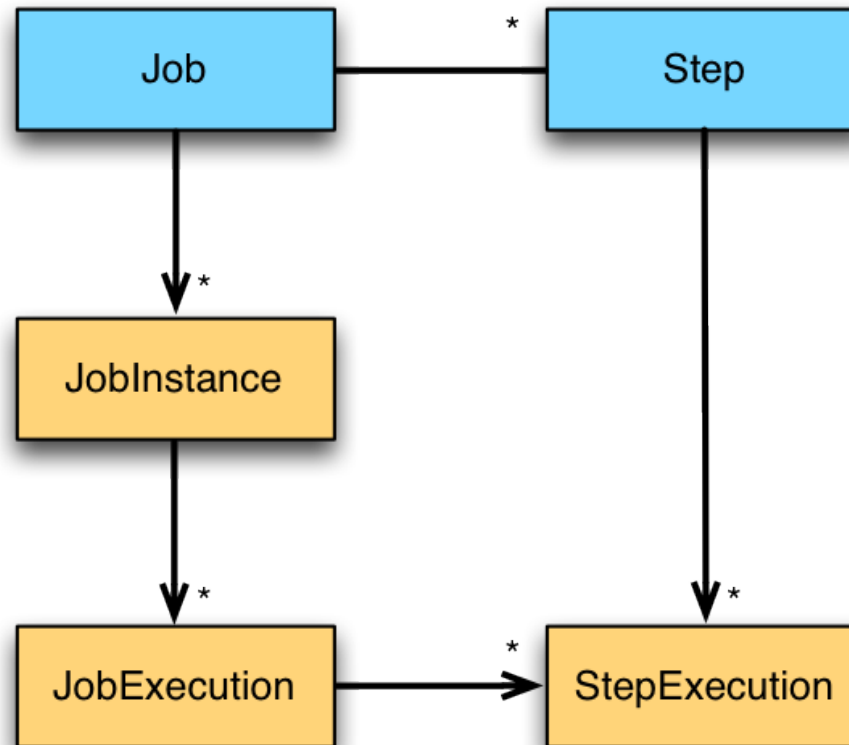 Job
*
Step
*
JobInstance
*
*
*
JobExecution
StepExecution